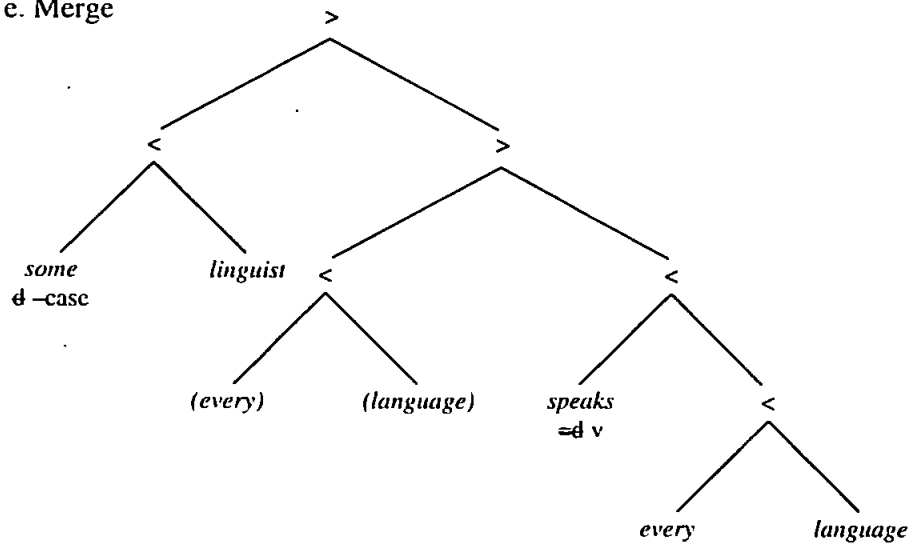 e. Merge
>
< >
some linguist < <
d –case
(every) (language) speaks <
=d v
every language